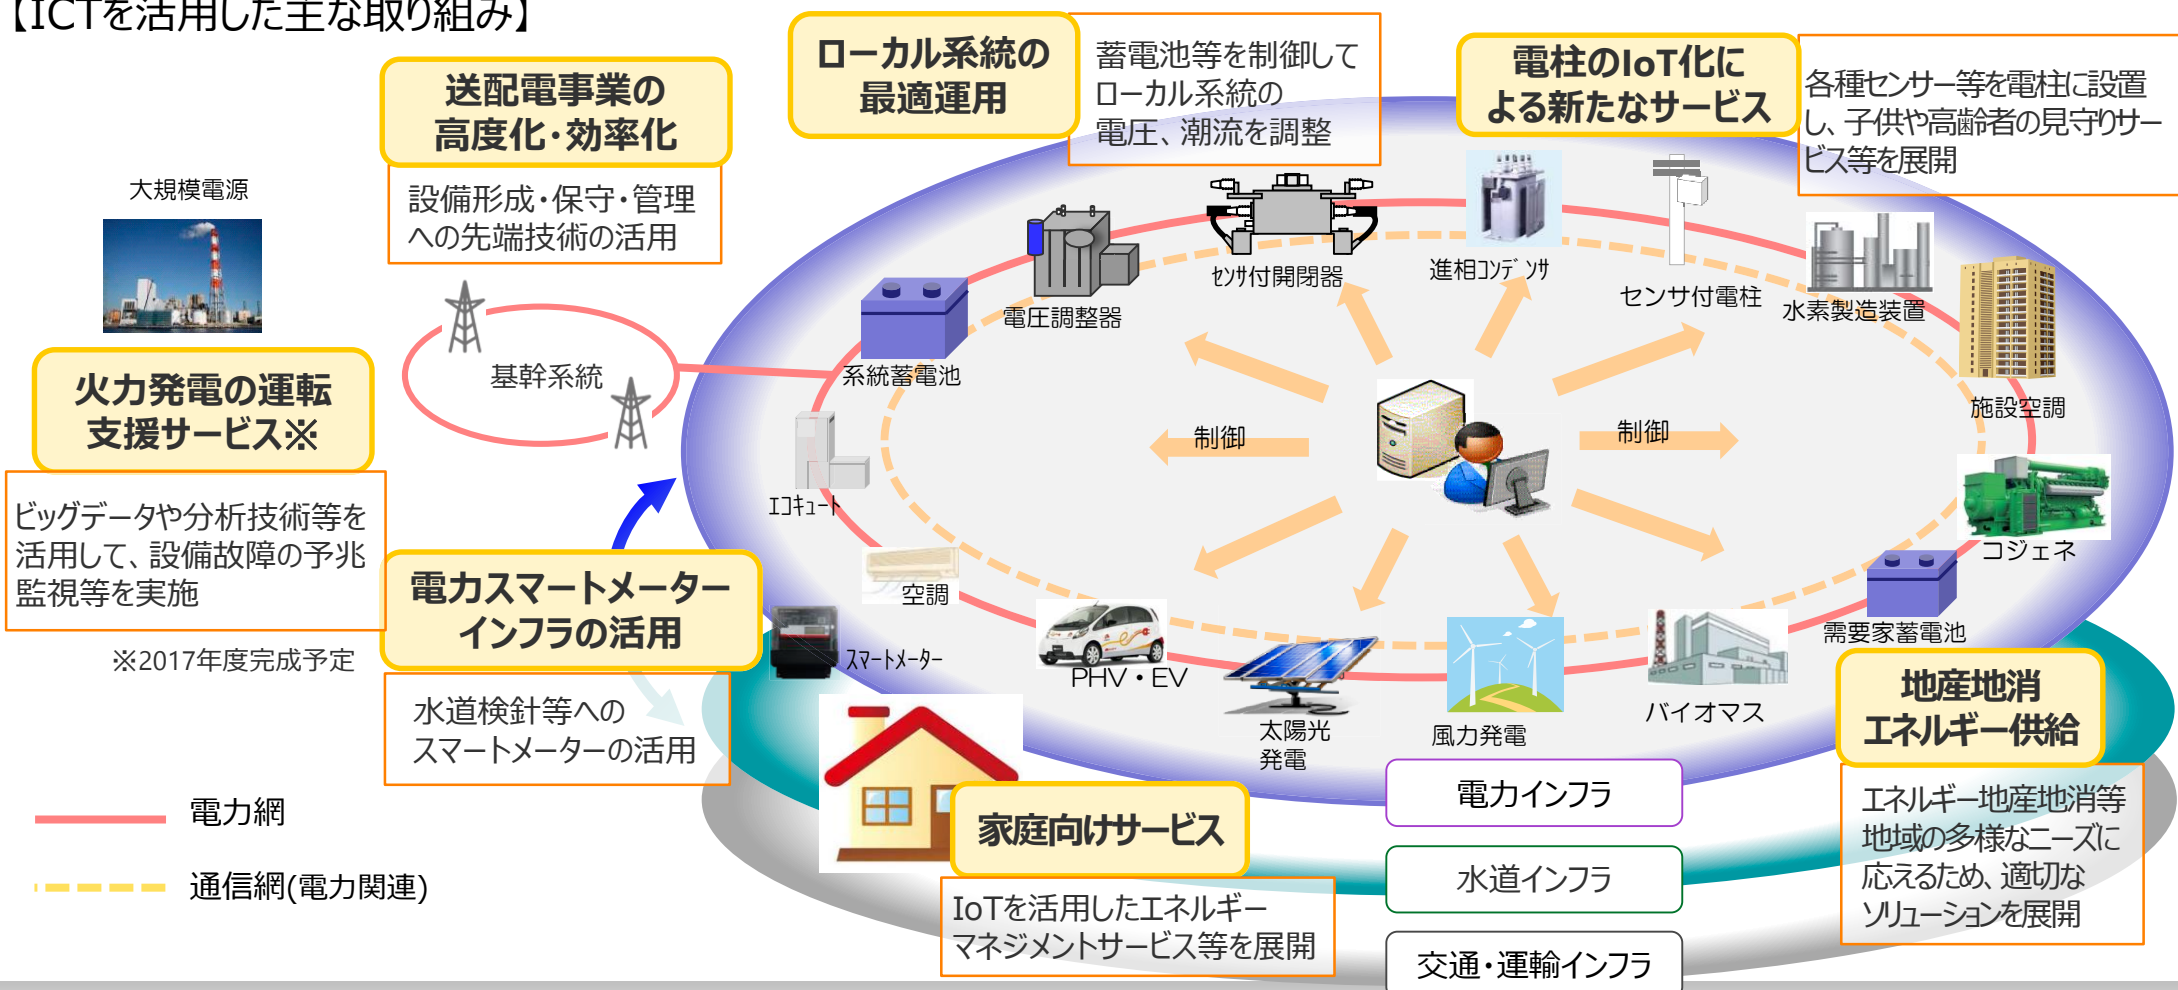 【ICTを活用した主な取り組み】
送配電事業の
高度化・効率化
設備形成・保守・管理
への先端技術の活用
ローカル系統の
最適運用
蓄電池等を制御して
ローカル系統の
電圧、潮流を調整
電柱のIoT化に
よる新たなサービス
各種センサー等を電柱に設置
し、子供や高齢者の見守りサー
ビス等を展開
大規模電源
火力発電の運転
支援サービス※
ビッグデータや分析技術等を
活用して、設備故障の予兆
監視等を実施
※2017年度完成予定
基幹系統
系統蓄電池
電圧調整器
ｾﾝｻ付開閉器
進相ｺﾝﾃﾞﾝｻ
センサ付電柱
水素製造装置
施設空調
制御
制御
ｴｺｷｭｰﾄ
空調
コジェネ
需要家蓄電池
電力スマートメーター
インフラの活用
水道検針等への
スマートメーターの活用
ｽﾏｰﾄﾒｰﾀｰ
PHV・EV
太陽光
発電
風力発電
バイオマス
地産地消
エネルギー供給
エネルギー地産地消等
地域の多様なニーズに
応えるため、適切な
ソリューションを展開
家庭向けサービス
IoTを活用したエネルギー
マネジメントサービス等を展開
電力インフラ
水道インフラ
交通・運輸インフラ
電力網
通信網(電力関連)